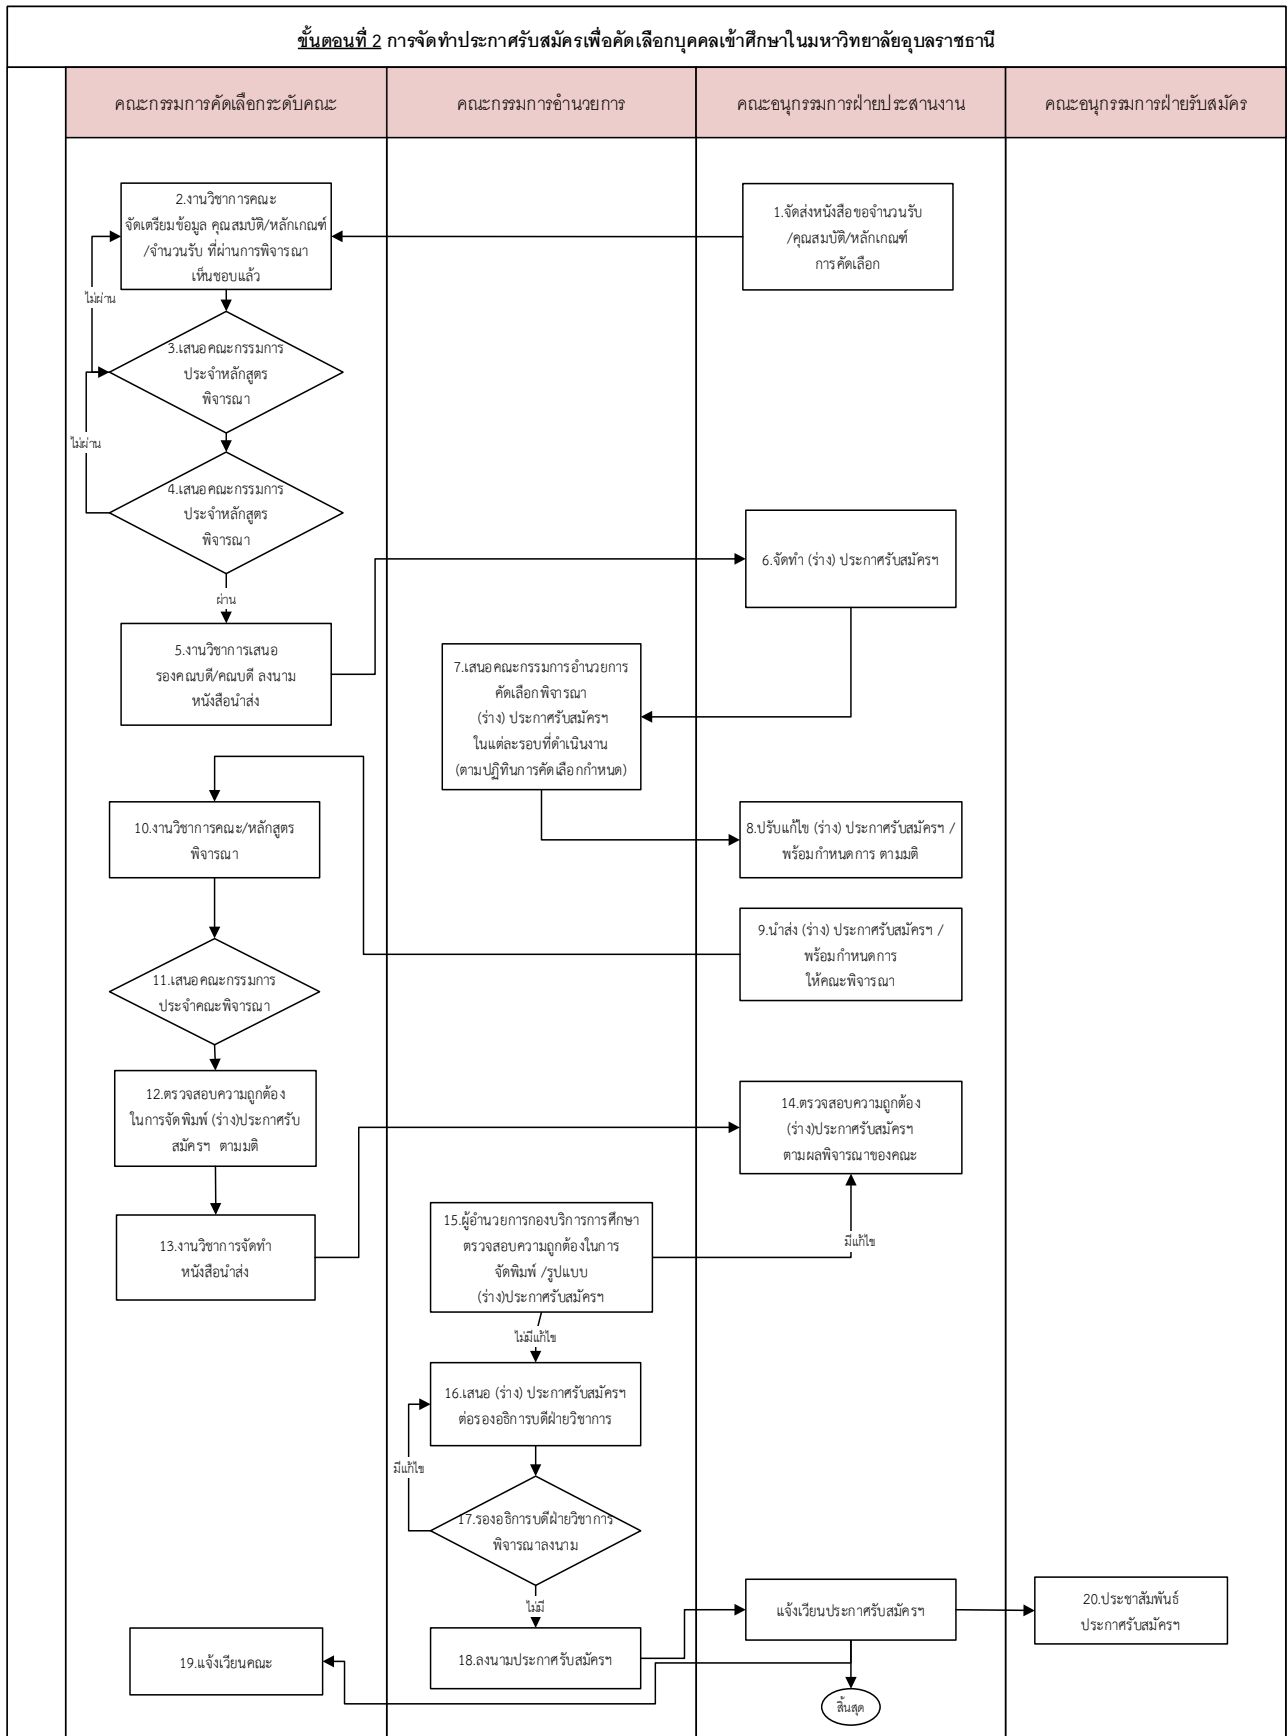 ขั้นตอนที่ 2 การจัดทำประกาศรับสมัครเพื่อคัดเลือกบุคคลเข้าศึกษาในมหาวิทยาลัยอุบลราชธานี
คณะกรรมการคัดเลือกระดับคณะ
คณะกรรมการอำนวยการ
คณะอนุกรรมการฝ่ายประสานงาน
คณะอนุกรรมการฝ่ายรับสมัคร
1.จัดส่งหนังสือขอจำนวนรับ
/คุณสมบัติ/หลักเกณฑ์
การคัดเลือก
2.งานวิชาการคณะ
จัดเตรียมข้อมูล คุณสมบัติ/หลักเกณฑ์
/จำนวนรับ ที่ผ่านการพิจารณา
เห็นชอบแล้ว
ไม่ผ่าน
3.เสนอคณะกรรมการ
ประจำหลักสูตร
พิจารณา
ไม่ผ่าน
4.เสนอคณะกรรมการ
ประจำหลักสูตร
พิจารณา
ผ่าน
5.งานวิชาการเสนอ
รองคณบดี/คณบดี ลงนาม
หนังสือนำส่ง
6.จัดทำ (ร่าง) ประกาศรับสมัครฯ
7.เสนอคณะกรรมการอำนวยการ
คัดเลือกพิจารณา
(ร่าง) ประกาศรับสมัครฯ
ในแต่ละรอบที่ดำเนินงาน
(ตามปฏิทินการคัดเลือกกำหนด)
8.ปรับแก้ไข (ร่าง) ประกาศรับสมัครฯ /
พร้อมกำหนดการ ตามมติ
9.นำส่ง (ร่าง) ประกาศรับสมัครฯ /
พร้อมกำหนดการ
ให้คณะพิจารณา
10.งานวิชาการคณะ/หลักสูตร
พิจารณา
11.เสนอคณะกรรมการ
ประจำคณะพิจารณา
12.ตรวจสอบความถูกต้อง
ในการจัดพิมพ์ (ร่าง)ประกาศรับ
สมัครฯ ตามมติ
13.งานวิชาการจัดทำ
หนังสือนำส่ง
14.ตรวจสอบความถูกต้อง
(ร่าง)ประกาศรับสมัครฯ
ตามผลพิจารณาของคณะ
มีแก้ไข
15.ผู้อำนวยการกองบริการการศึกษา
ตรวจสอบความถูกต้องในการ
จัดพิมพ์ /รูปแบบ
(ร่าง)ประกาศรับสมัครฯ
ไม่มีแก้ไข
16.เสนอ (ร่าง) ประกาศรับสมัครฯ
ต่อรองอธิการบดีฝ่ายวิชาการ
มีแก้ไข
17.รองอธิการบดีฝ่ายวิชาการ
พิจารณาลงนาม
ไม่มี
18.ลงนามประกาศรับสมัครฯ
แจ้งเวียนประกาศรับสมัครฯ
19.แจ้งเวียนคณะ
20.ประชาสัมพันธ์
ประกาศรับสมัครฯ
สิ้นสุด